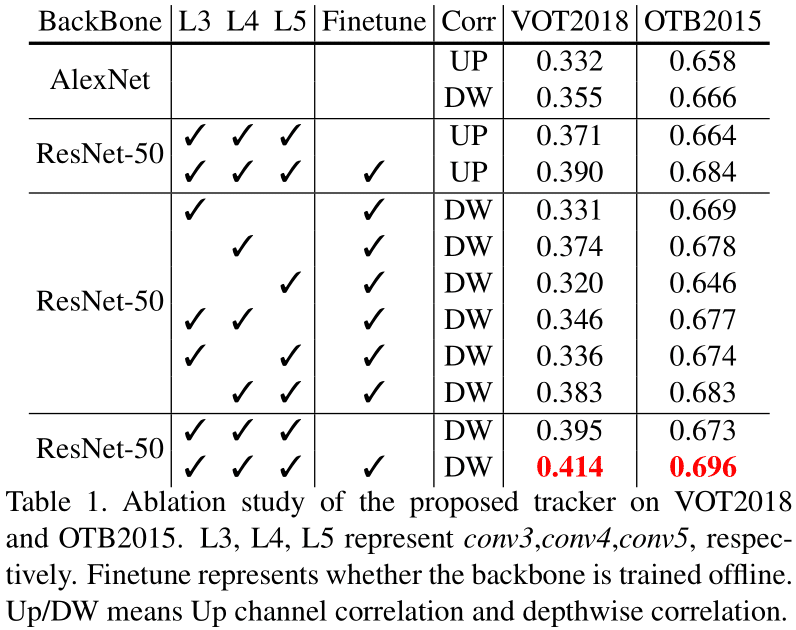 BackBone L3 L4 L5 Finetune Corr VOT2018 OTB2015
AlexNet UP 0.332 0.658
DW 0.355 0.666
ResNet-50 ✓ ✓ ✓ UP 0.371 0.664
✓ ✓ ✓ ✓ UP 0.390 0.684
ResNet-50 ✓ ✓ DW 0.331 0.669
✓ ✓ DW 0.374 0.678
✓ ✓ DW 0.320 0.646
✓ ✓ ✓ DW 0.346 0.677
✓ ✓ ✓ DW 0.336 0.674
✓ ✓ ✓ DW 0.383 0.683
ResNet-50 ✓ ✓ ✓ DW 0.395 0.673
✓ ✓ ✓ ✓ DW 0.414 0.696
Table 1. Ablation study of the proposed tracker on VOT2018
and OTB2015. L3, L4, L5 represent conv3,conv4,conv5, respec-
tively. Finetune represents whether the backbone is trained offline.
Up/DW means Up channel correlation and depthwise correlation.